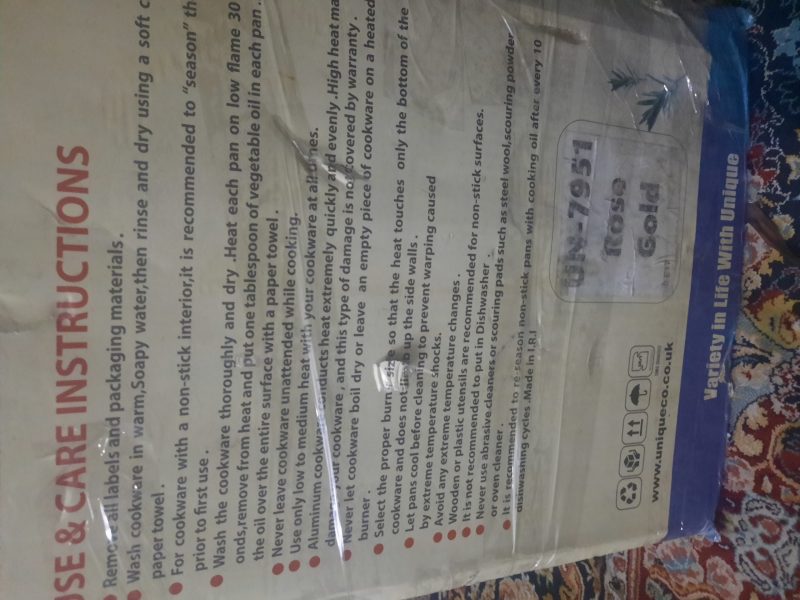 USE & CARE INSTRUCTIONS
Remove all labels and packaging materials .
Wash cookware in warm,Soapy water,then rinse and dry using a soft
paper towel .
For cookware with a non-stick interior,it is recommended to "season"
prior to first use .
Wash the cookware thoroughly and dry .Heat each pan on low flame 30
onds,remove from heat and put one tablespoon of vegetable oil in each pan .
the oil over the entire surface with a paper towel .
Never leave cookware unattended while cooking.
Use only low to medium heat with your cookware at all times.
Aluminum cookware conducts heat extremely quickly and evenly .High heat
damage your cookware , and this type of damage is not covered by warranty .
Never let cookware boil dry or leave an empty piece of cookware on a heated
burner .
Select the proper burner size so that the heat touches only the bottom of the
cookware and does not up the side walls .
Let pans cool before cleaning to prevent warping caused
by extreme temperature shocks.
Avoid any extreme temperature changes .
Wooden or plastic utensils are recommended for non-stick surfaces.
It is not recommended to put in Dishwasher .
Never use abrasive cleaners or scouring pads such as steel wool,scouring powder
or oven cleaner .
It is recommended to re-season non-stick pans with cooking oil after every 10
dishwashing cycles .Made in I.R.I
UN-7951
Rose
Gold
www.uniqueco.co.uk
Variety in Life With Unique